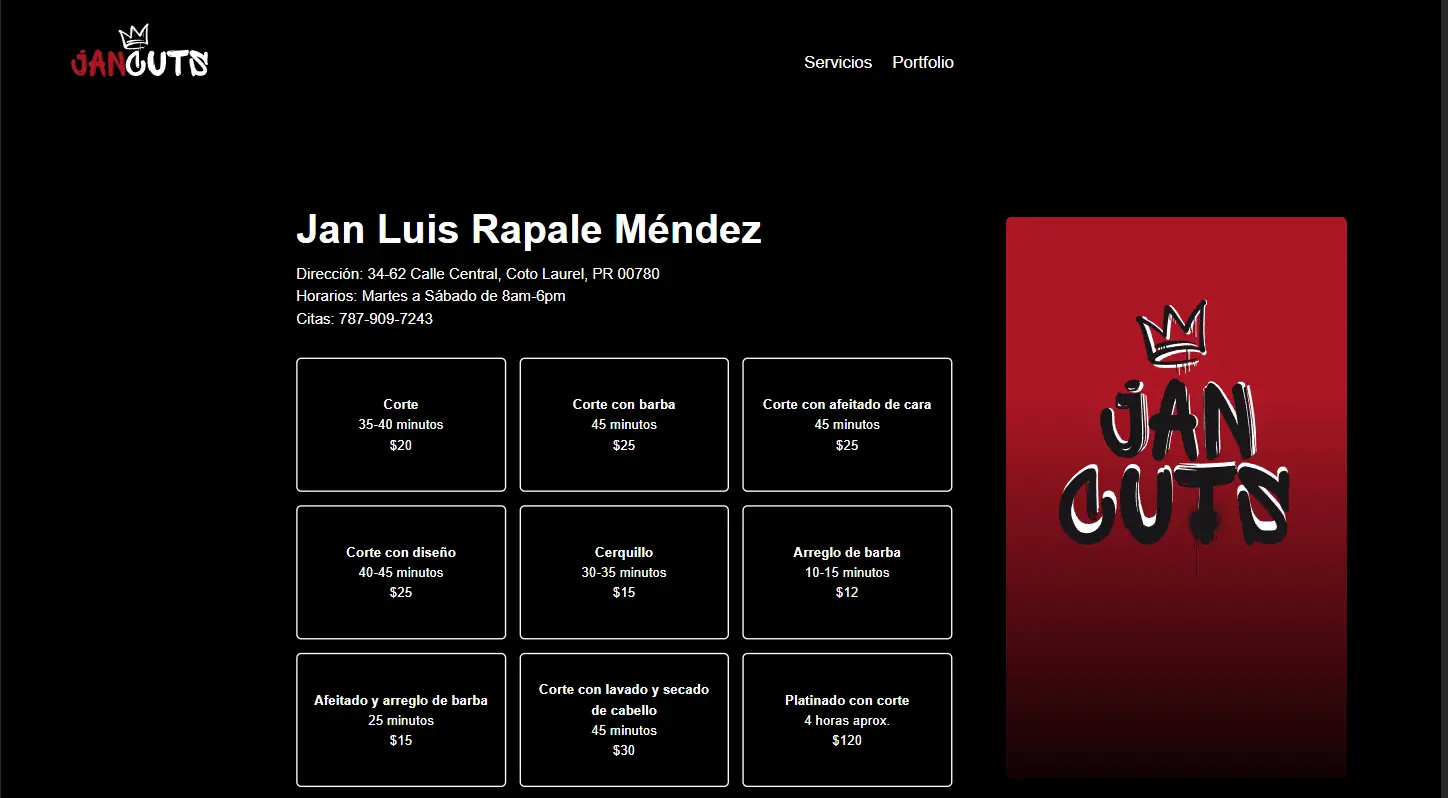 JANCUTS
Servicios Portfolio
Jan Luis Rapale Méndez
Dirección: 34-62 Calle Central, Coto Laurel, PR 00780
Horarios: Martes a Sábado de 8am-6pm
Citas: 787-909-7243
Corte
35-40 minutos
$20
Corte con barba
45 minutos
$25
Corte con afeitado de cara
45 minutos
$25
Corte con diseño
40-45 minutos
$25
Cerquillo
30-35 minutos
$15
Arreglo de barba
10-15 minutos
$12
Afeitado y arreglo de barba
25 minutos
$15
Corte con lavado y secado
de cabello
45 minutos
$30
Platinado con corte
4 horas aprox.
$120
JAN
CUTS